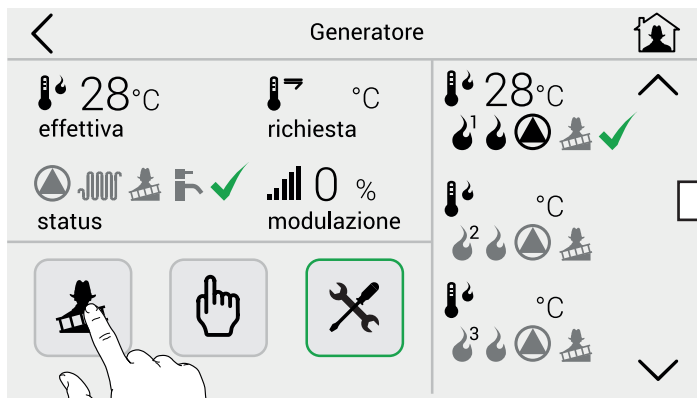 Generatore
28°C
effettiva
°C
richiesta
status
0 %
modulazione
28°C
1
°C
2
°C
3